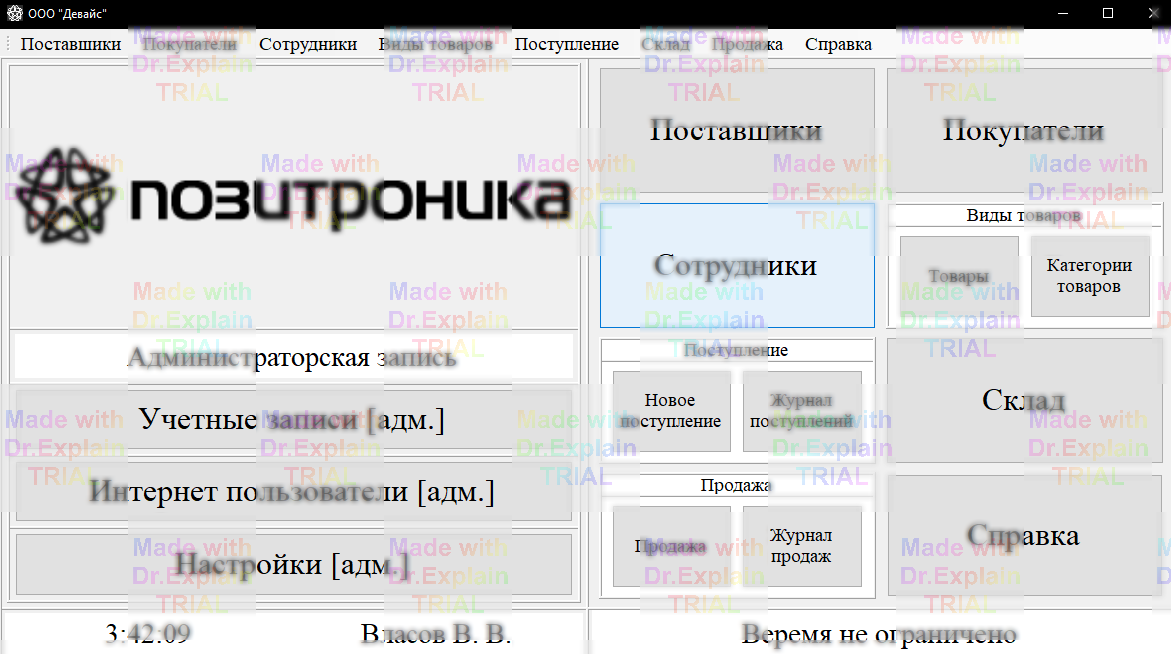 ООО "Девайс"
Поставщики Покупатели Сотрудники Виды товаров Поступление Склад Продажа Справка
позитроника
Администраторская запись
Учетные записи [адм.]
Интернет пользователи [адм.]
Настройки [адм.]
3:42:09 Власов В. В.
Поставщики
Покупатели
Сотрудники
Виды товаров
Товары
Категории
товаров
Поступление
Новое
поступление
Журнал
поступлений
Склад
Продажа
Продажа
Журнал
продаж
Справка
Веремя не ограничено
Made with
Dr.Explain
TRIAL